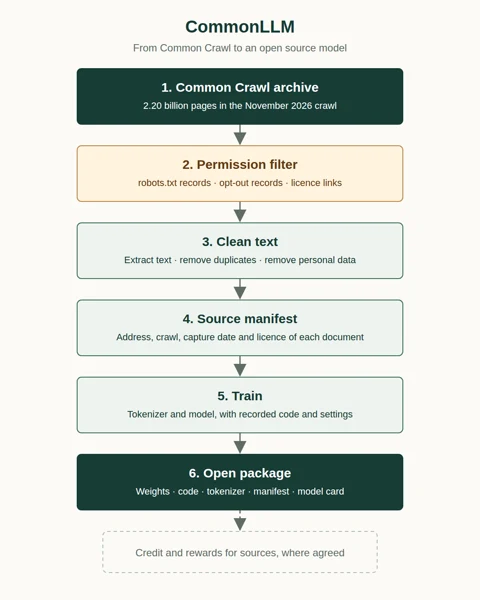 CommonLLM
From Common Crawl to an open source model
1. Common Crawl archive
2.20 billion pages in the November 2026 crawl
2. Permission filter
robots.txt records · opt-out records · licence links
3. Clean text
Extract text · remove duplicates · remove personal data
4. Source manifest
Address, crawl, capture date and licence of each document
5. Train
Tokenizer and model, with recorded code and settings
6. Open package
Weights · code · tokenizer · manifest · model card
Credit and rewards for sources, where agreed